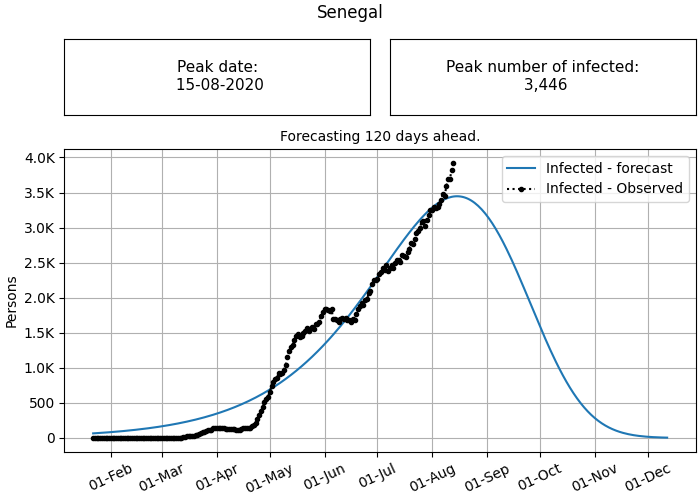 Senegal
Peak date:
15-08-2020
Peak number of infected:
3,446
Forecasting 120 days ahead.
4.0K
3.5K
3.0K
2.5K
2.0K
1.5K
1.0K
500
0
Persons
Infected - forecast
Infected - Observed
01-Feb
01-Mar
01-Apr
01-May
01-Jun
01-Jul
01-Aug
01-Sep
01-Oct
01-Nov
01-Dec